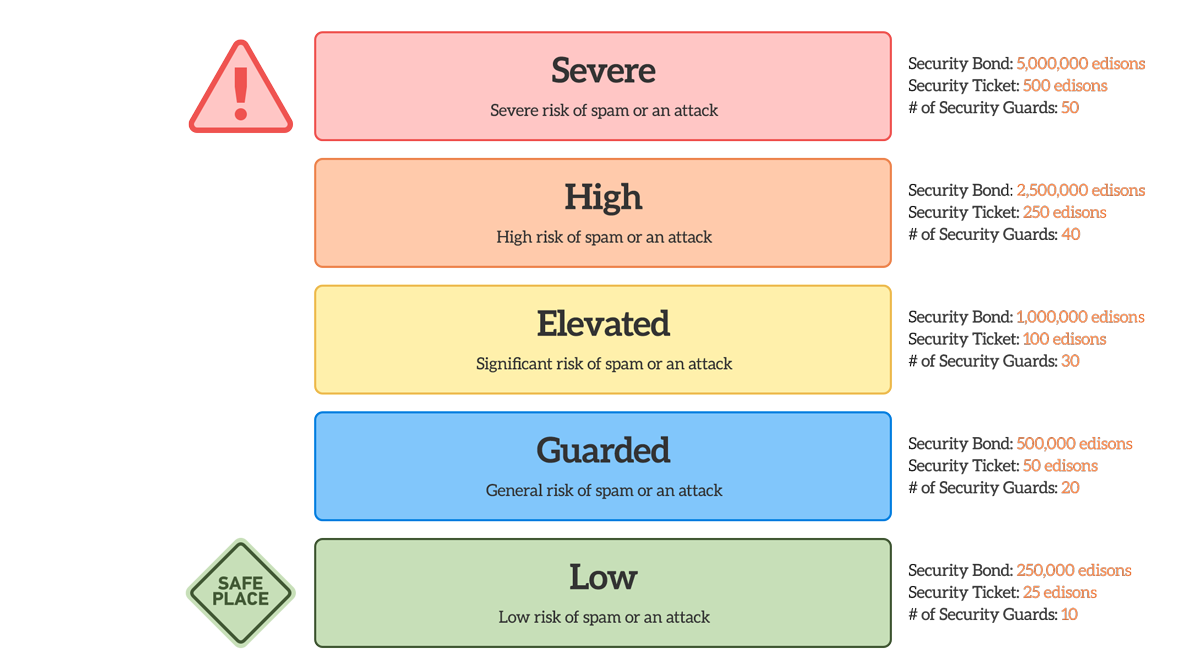 Severe
Severe risk of spam or an attack
Security Bond: 5,000,000 edisons
Security Ticket: 500 edisons
# of Security Guards: 50
High
High risk of spam or an attack
Security Bond: 2,500,000 edisons
Security Ticket: 250 edisons
# of Security Guards: 40
Elevated
Significant risk of spam or an attack
Security Bond: 1,000,000 edisons
Security Ticket: 100 edisons
# of Security Guards: 30
Guarded
General risk of spam or an attack
Security Bond: 500,000 edisons
Security Ticket: 50 edisons
# of Security Guards: 20
SAFE
PLACE
Low
Low risk of spam or an attack
Security Bond: 250,000 edisons
Security Ticket: 25 edisons
# of Security Guards: 10